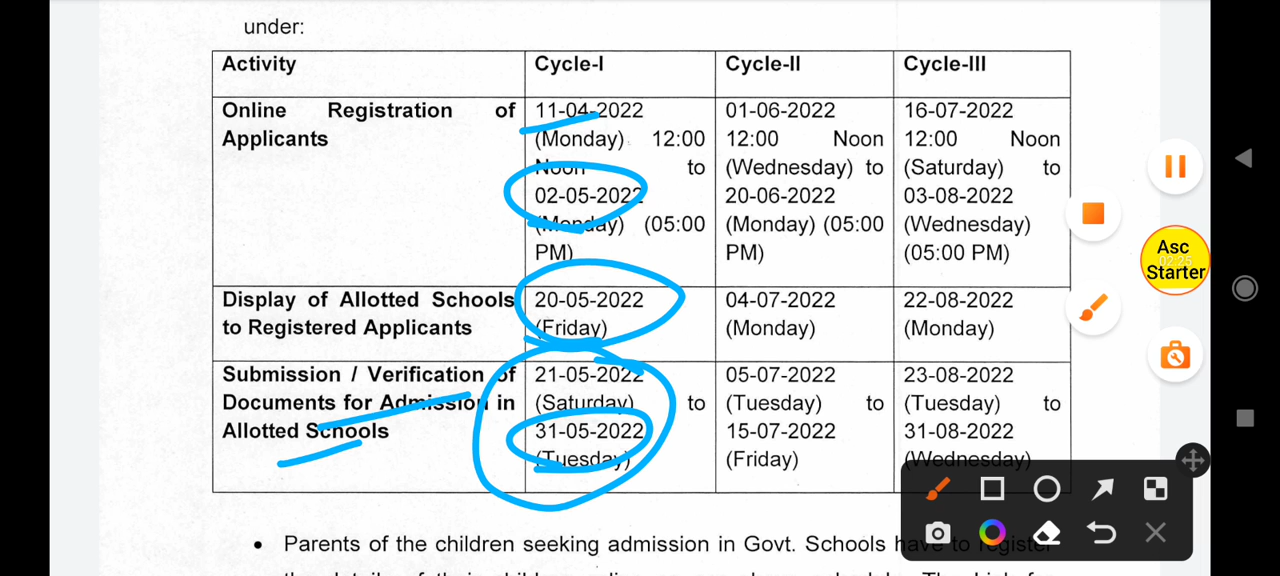 under:
Activity Cycle-I Cycle-II Cycle-III
Online Registration of Applicants
11-04-2022
(Monday) 12:00
Noon to
02-05-2022
(Monday) (05:00
PM)
01-06-2022
12:00 Noon
(Wednesday) to
20-06-2022
(Monday) (05:00
PM)
16-07-2022
12:00 Noon
(Saturday) to
03-08-2022
(Wednesday)
(05:00 PM)
Display of Allotted Schools
to Registered Applicants
20-05-2022
(Friday)
04-07-2022
(Monday)
22-08-2022
(Monday)
Submission / Verification of
Documents for Admission in
Allotted Schools
21-05-2022
(Saturday) to
31-05-2022
(Tuesday)
05-07-2022
(Tuesday) to
15-07-2022
(Friday)
23-08-2022
(Tuesday) to
31-08-2022
(Wednesday)
• Parents of the children seeking admission in Govt. Schools have to register
Asc
02:25
Starter